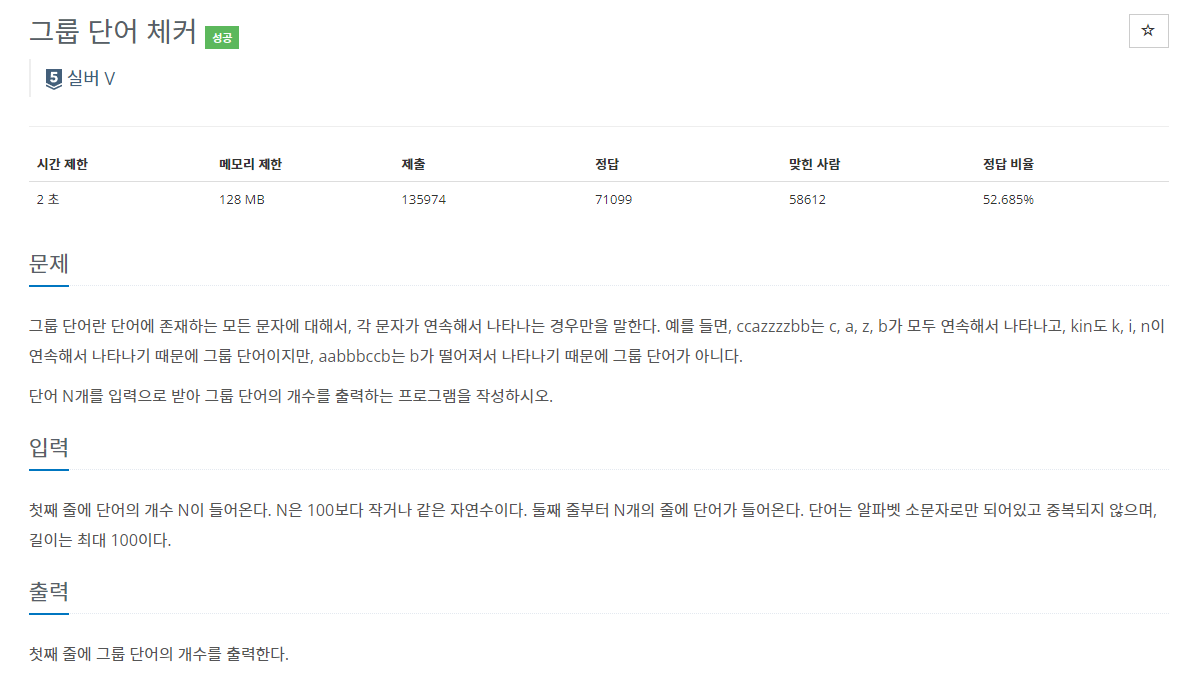 그룹 단어 체커 성공
☆
5 실버 V
시간 제한 메모리 제한 제출 정답 맞힌 사람 정답 비율
2 초 128 MB 135974 71099 58612 52.685%
문제
그룹 단어란 단어에 존재하는 모든 문자에 대해서, 각 문자가 연속해서 나타나는 경우만을 말한다. 예를 들면, ccazzzzbb는 c, a, z, b가 모두 연속해서 나타나고, kin도 k, i, n이
연속해서 나타나기 때문에 그룹 단어이지만, aabbbccb는 b가 떨어져서 나타나기 때문에 그룹 단어가 아니다.
단어 N개를 입력으로 받아 그룹 단어의 개수를 출력하는 프로그램을 작성하시오.
입력
첫째 줄에 단어의 개수 N이 들어온다. N은 100보다 작거나 같은 자연수이다. 둘째 줄부터 N개의 줄에 단어가 들어온다. 단어는 알파벳 소문자로만 되어있고 중복되지 않으며,
길이는 최대 100이다.
출력
첫째 줄에 그룹 단어의 개수를 출력한다.